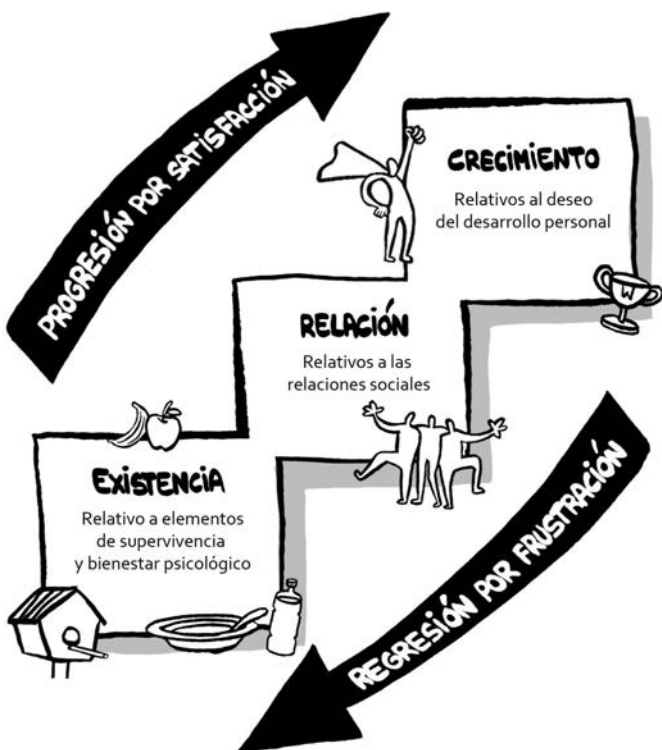 PROGRESIÓN POR SATISFACCIÓN
CRECIMIENTO
Relativos al deseo
del desarrollo personal
W
RELACIÓN
Relativos a las
relaciones sociales
EXISTENCIA
Relativo a elementos
de supervivencia
y bienestar psicológico
REGRESIÓN POR FRUSTRACIÓN